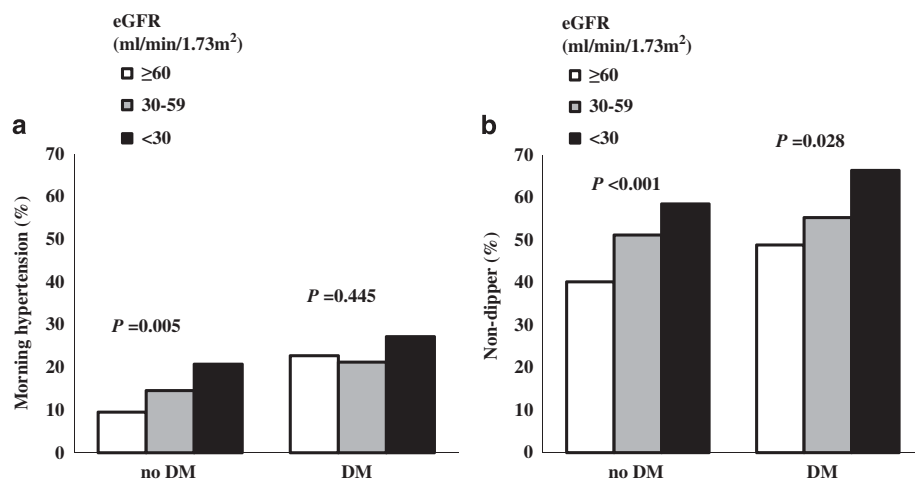 eGFR
(ml/min/1.73m²)
≥60
30-59
<30
a
70
60
50
40
30
20
10
0
Morning hypertension (%)
P =0.005
P =0.445
no DM
DM
eGFR
(ml/min/1.73m²)
≥60
30-59
<30
b
70
60
50
40
30
20
10
0
Non-dipper (%)
P <0.001
P =0.028
no DM
DM